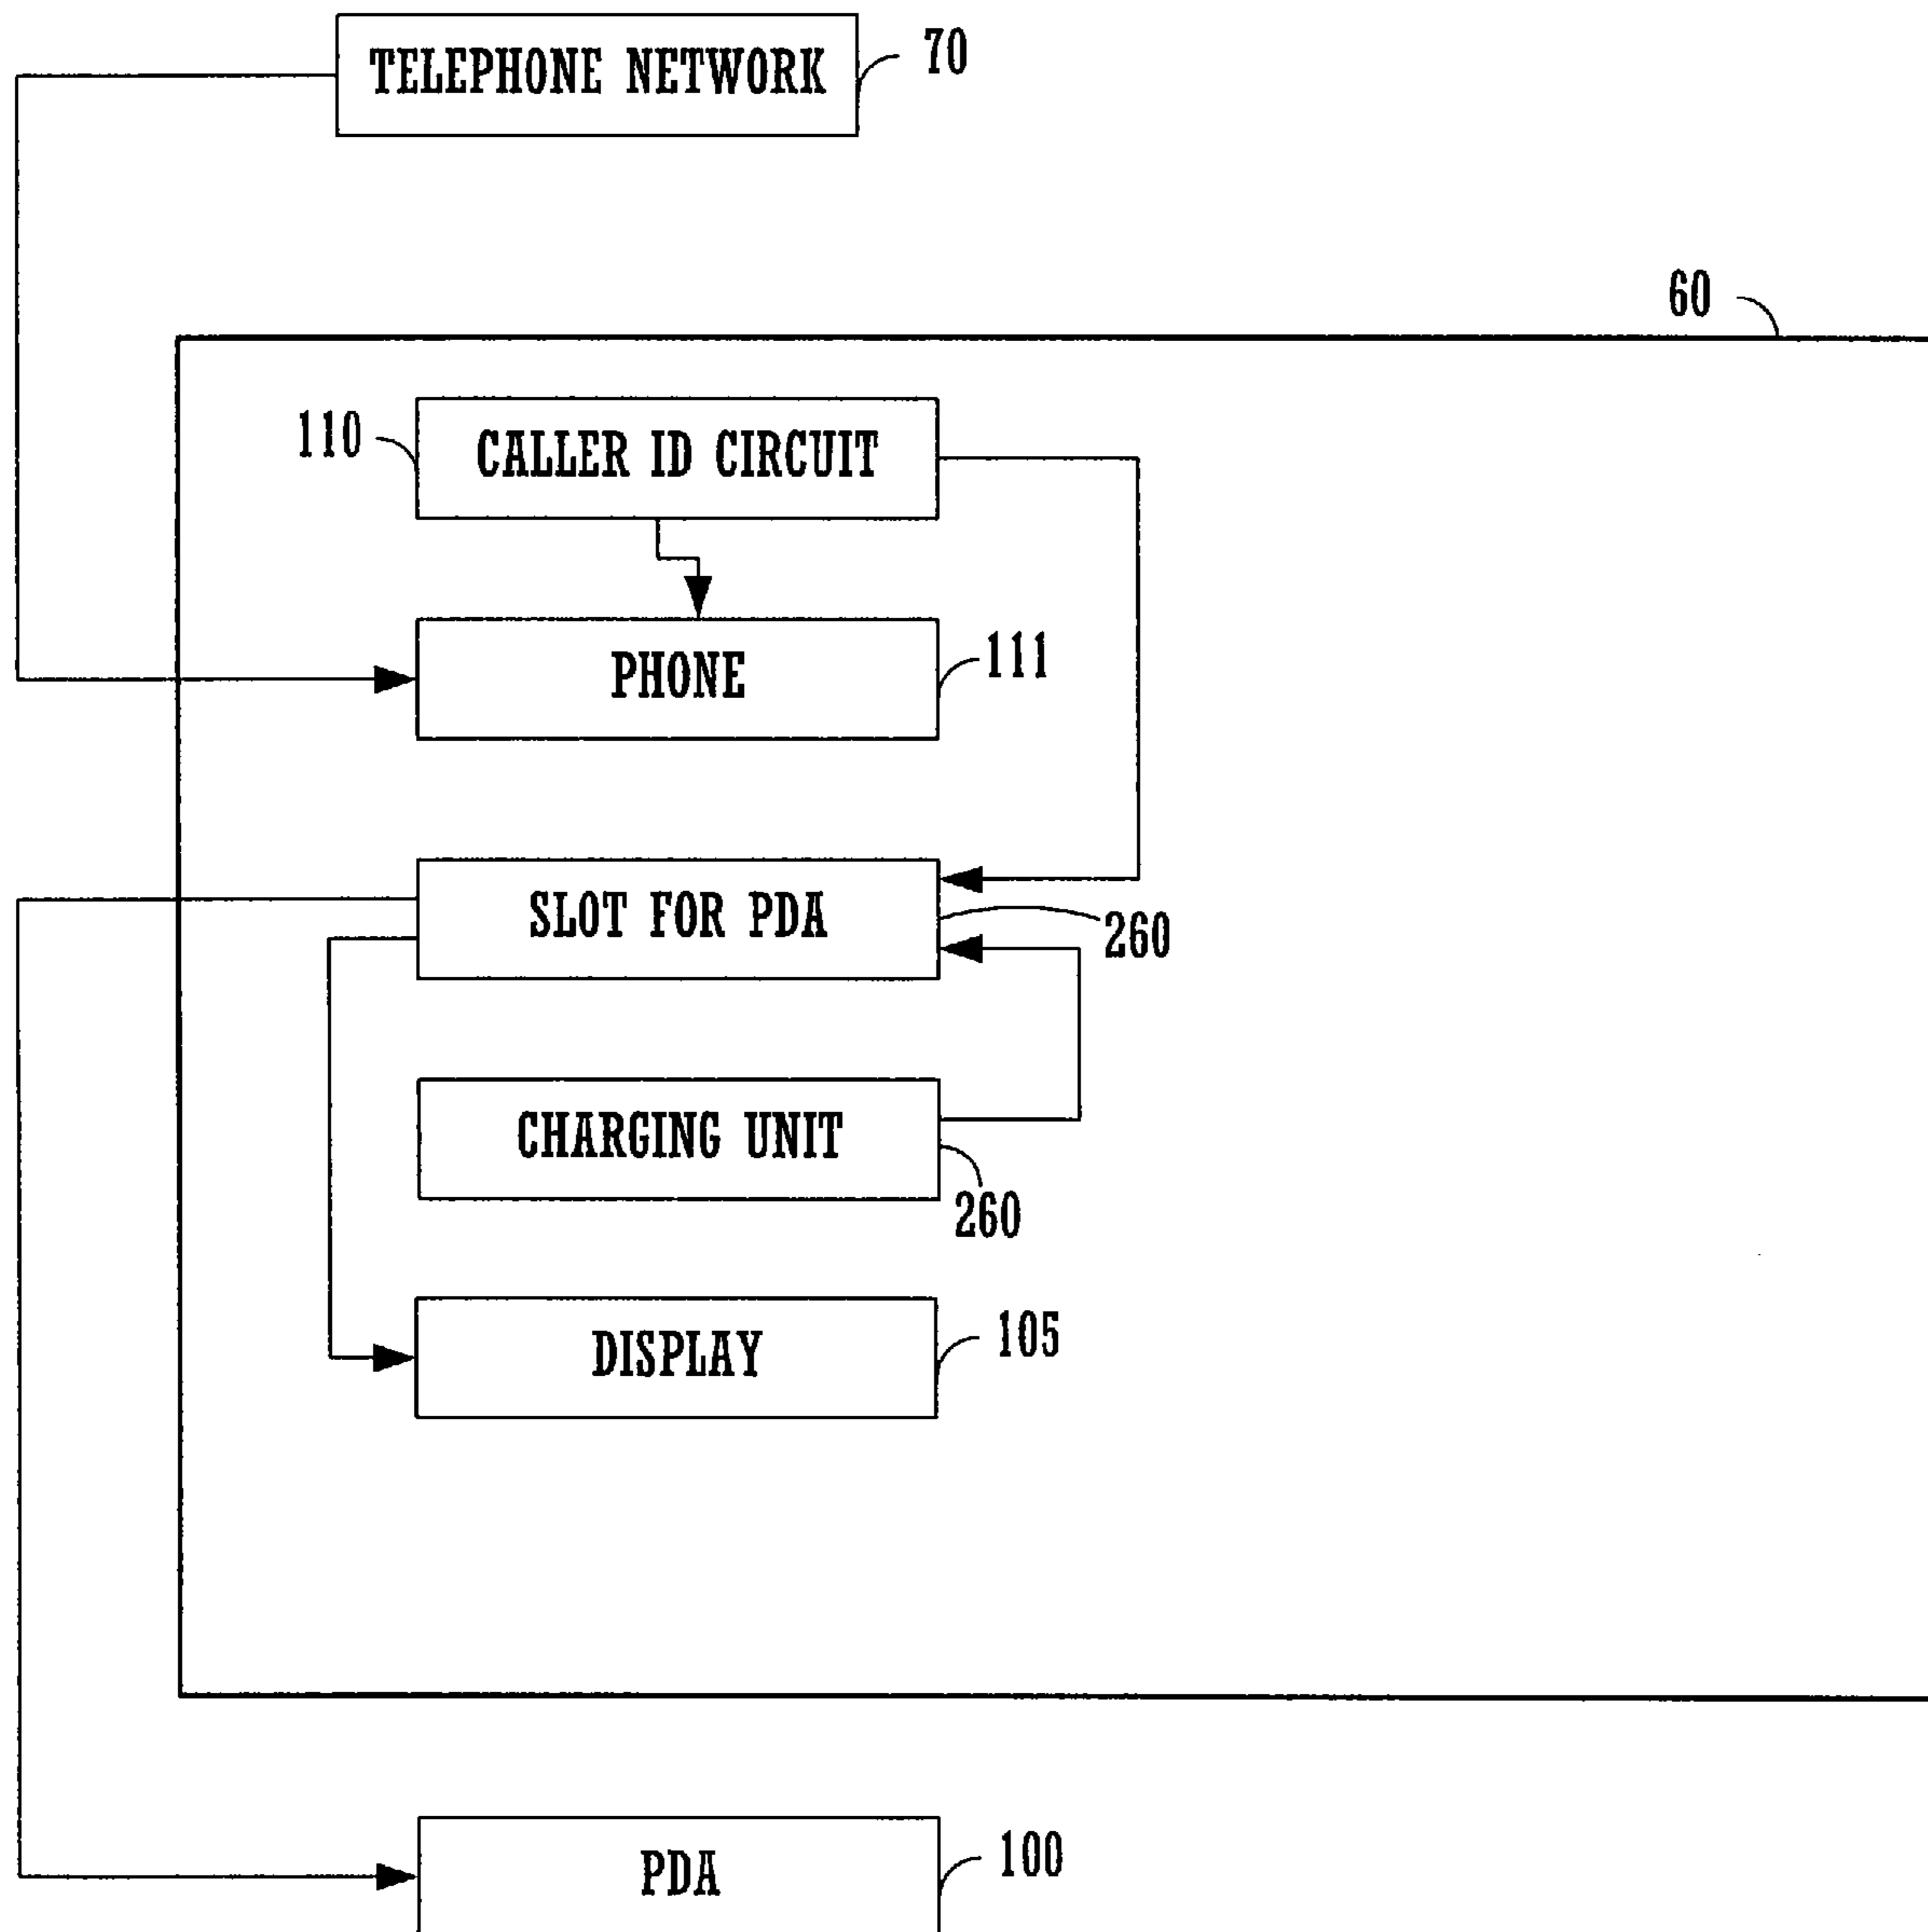 TELEPHONE NETWORK
70
60
110
CALLER ID CIRCUIT
PHONE
111
SLOT FOR PDA
260
CHARGING UNIT
260
DISPLAY
105
PDA
100